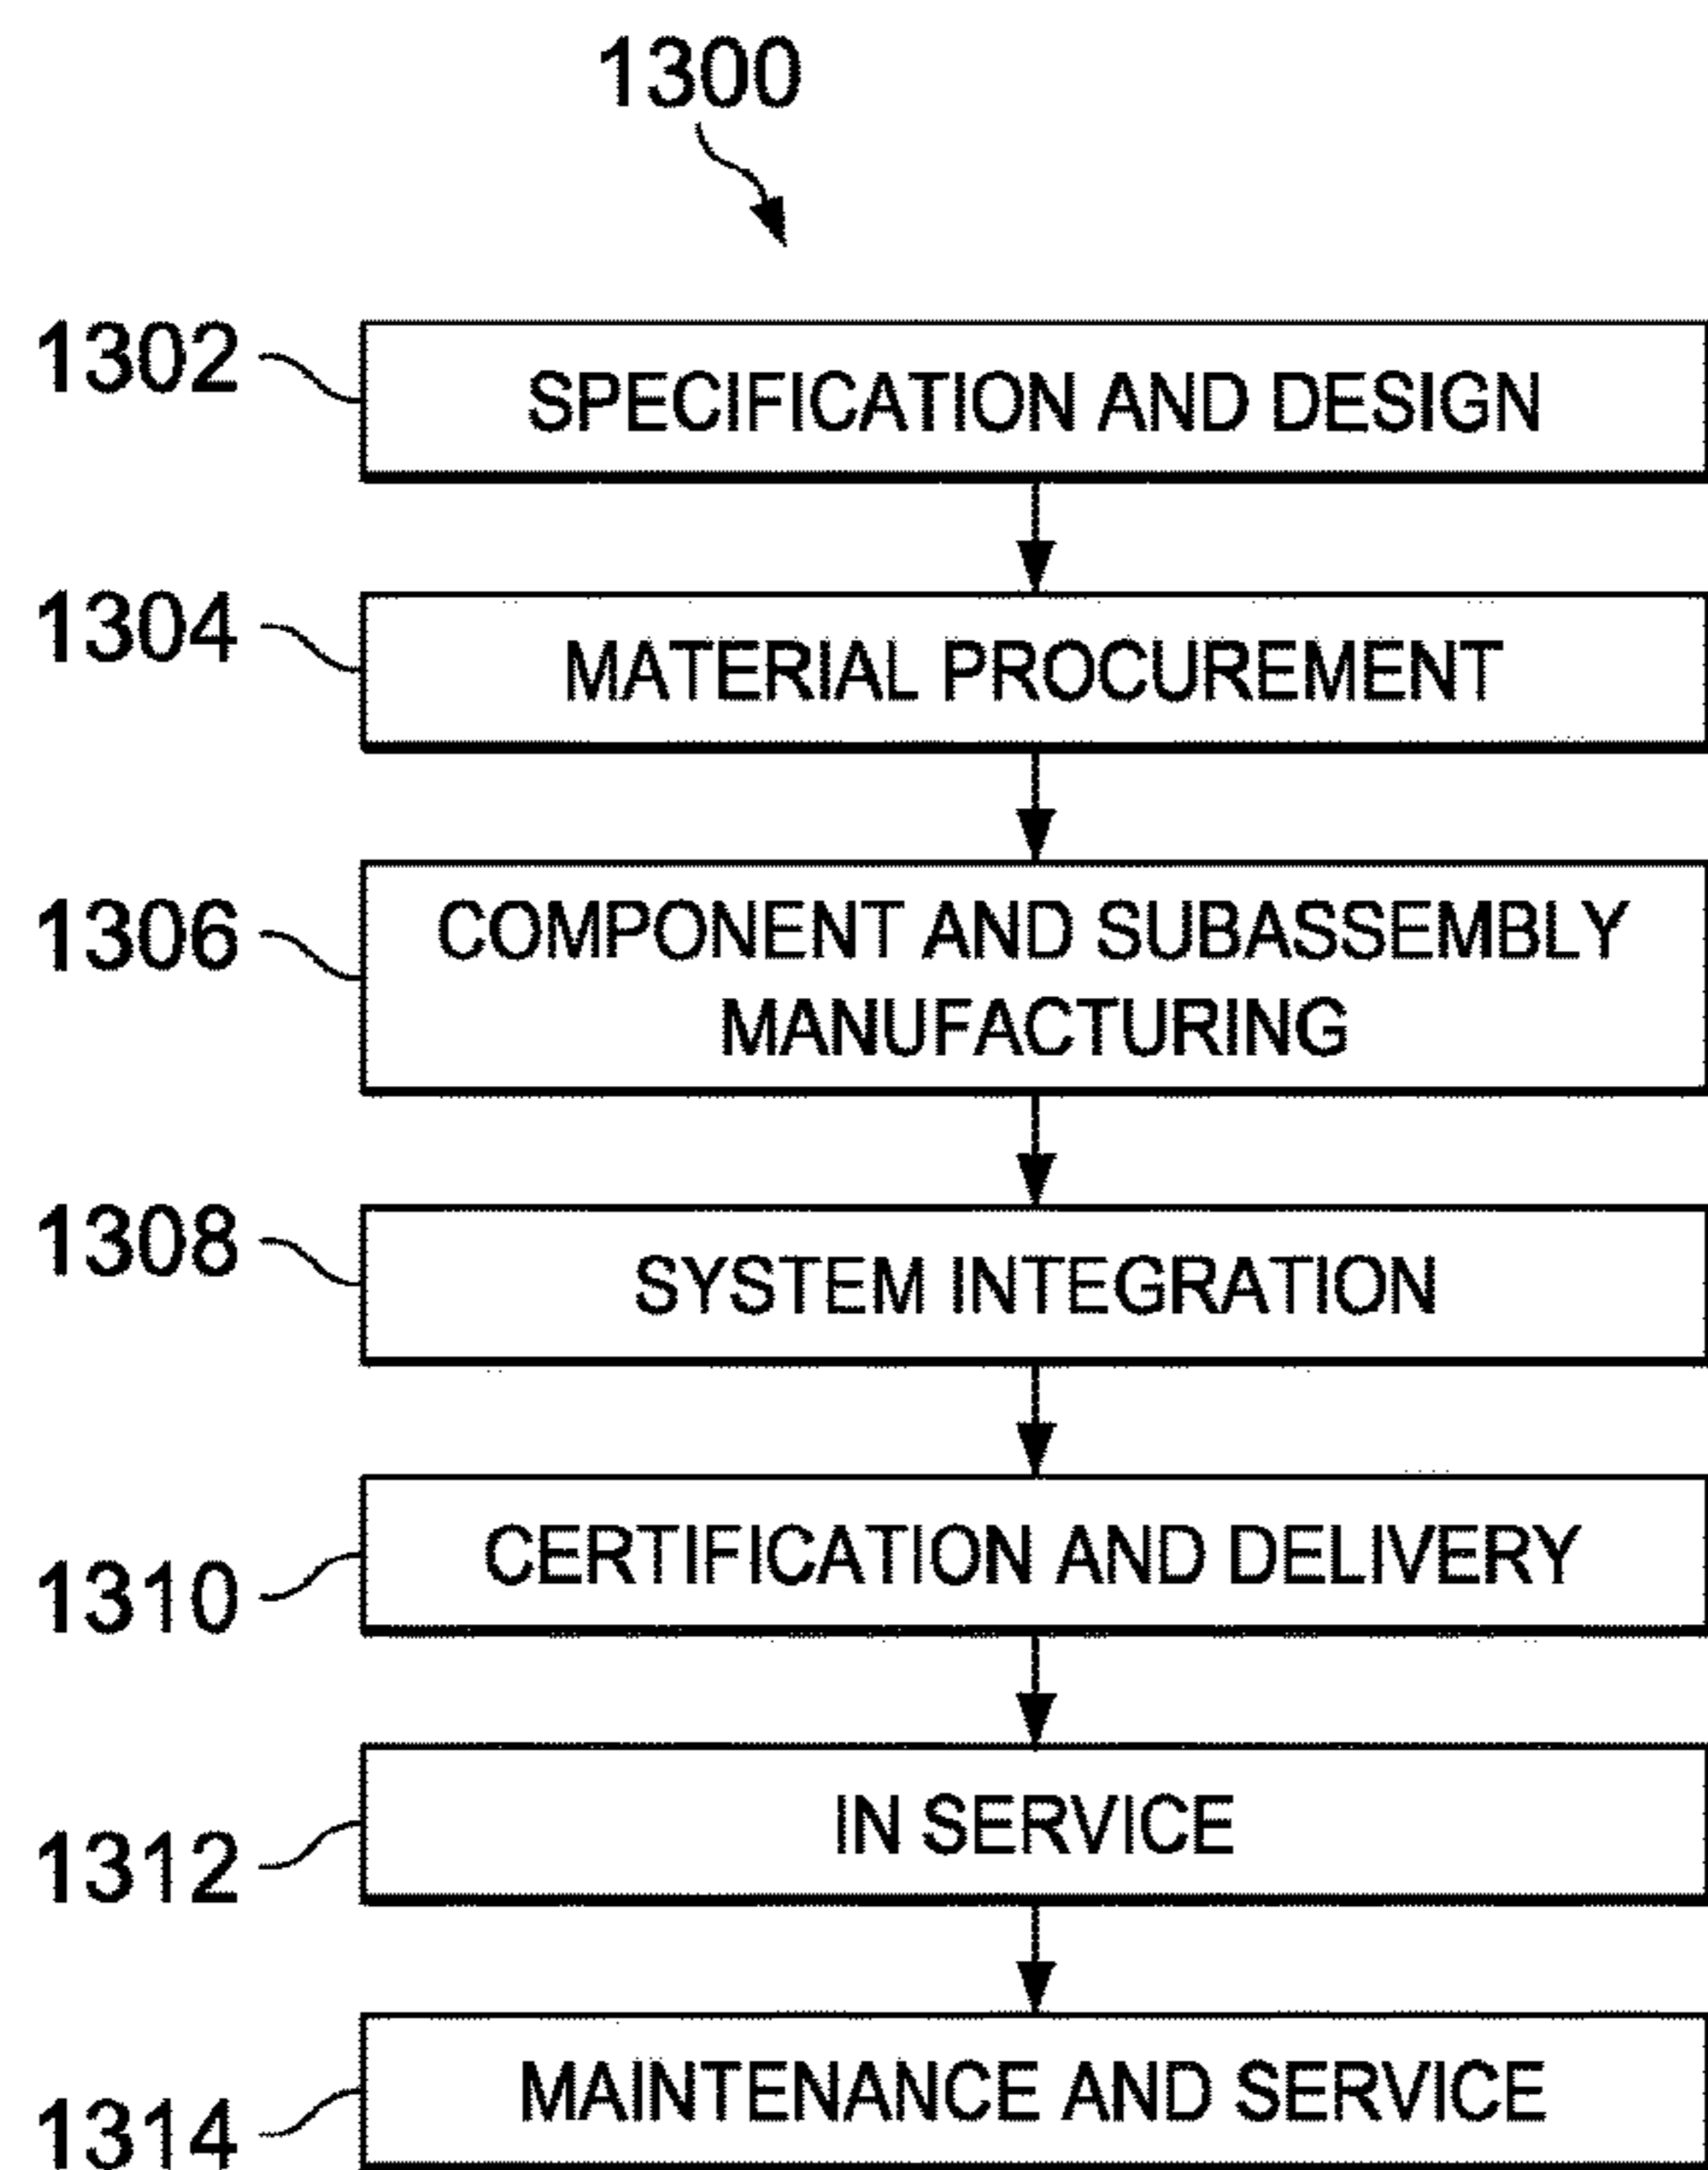 1300
1302
SPECIFICATION AND DESIGN
1304
MATERIAL PROCUREMENT
1306
COMPONENT AND SUBASSEMBLY
MANUFACTURING
1308
SYSTEM INTEGRATION
1310
CERTIFICATION AND DELIVERY
1312
IN SERVICE
1314
MAINTENANCE AND SERVICE